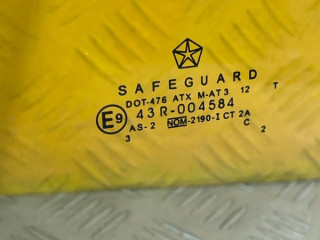 SAFEGUARD
DOT-476 ATX M-AT3 12 T
E9 43R-004584
AS-2 NOM-2190-I CT 2A
3 C 2